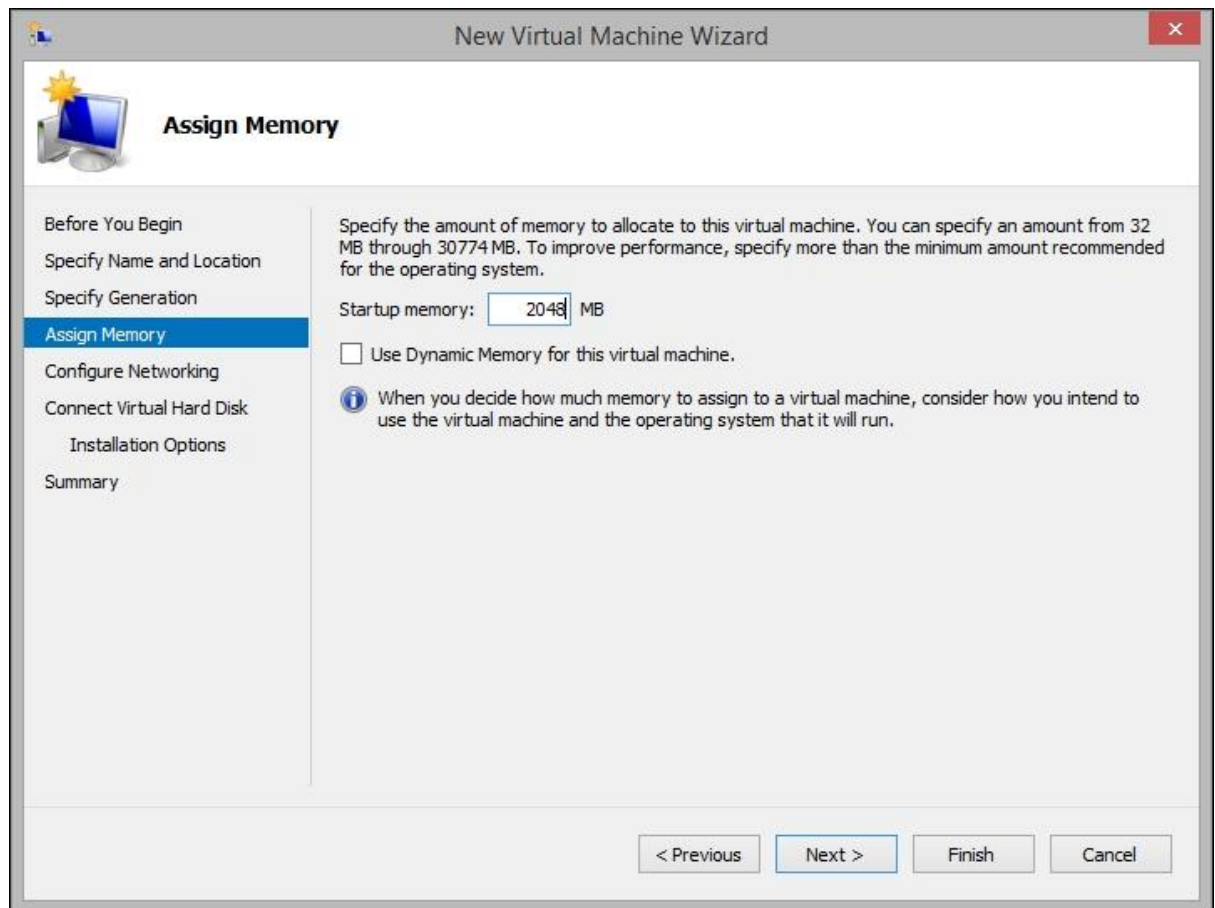 New Virtual Machine Wizard
Assign Memory
Before You Begin
Specify Name and Location
Specify Generation
Assign Memory
Configure Networking
Connect Virtual Hard Disk
Installation Options
Summary
Specify the amount of memory to allocate to this virtual machine. You can specify an amount from 32
MB through 30774 MB. To improve performance, specify more than the minimum amount recommended
for the operating system.
Startup memory: 2048 MB
Use Dynamic Memory for this virtual machine.
When you decide how much memory to assign to a virtual machine, consider how you intend to
use the virtual machine and the operating system that it will run.
< Previous Next > Finish Cancel